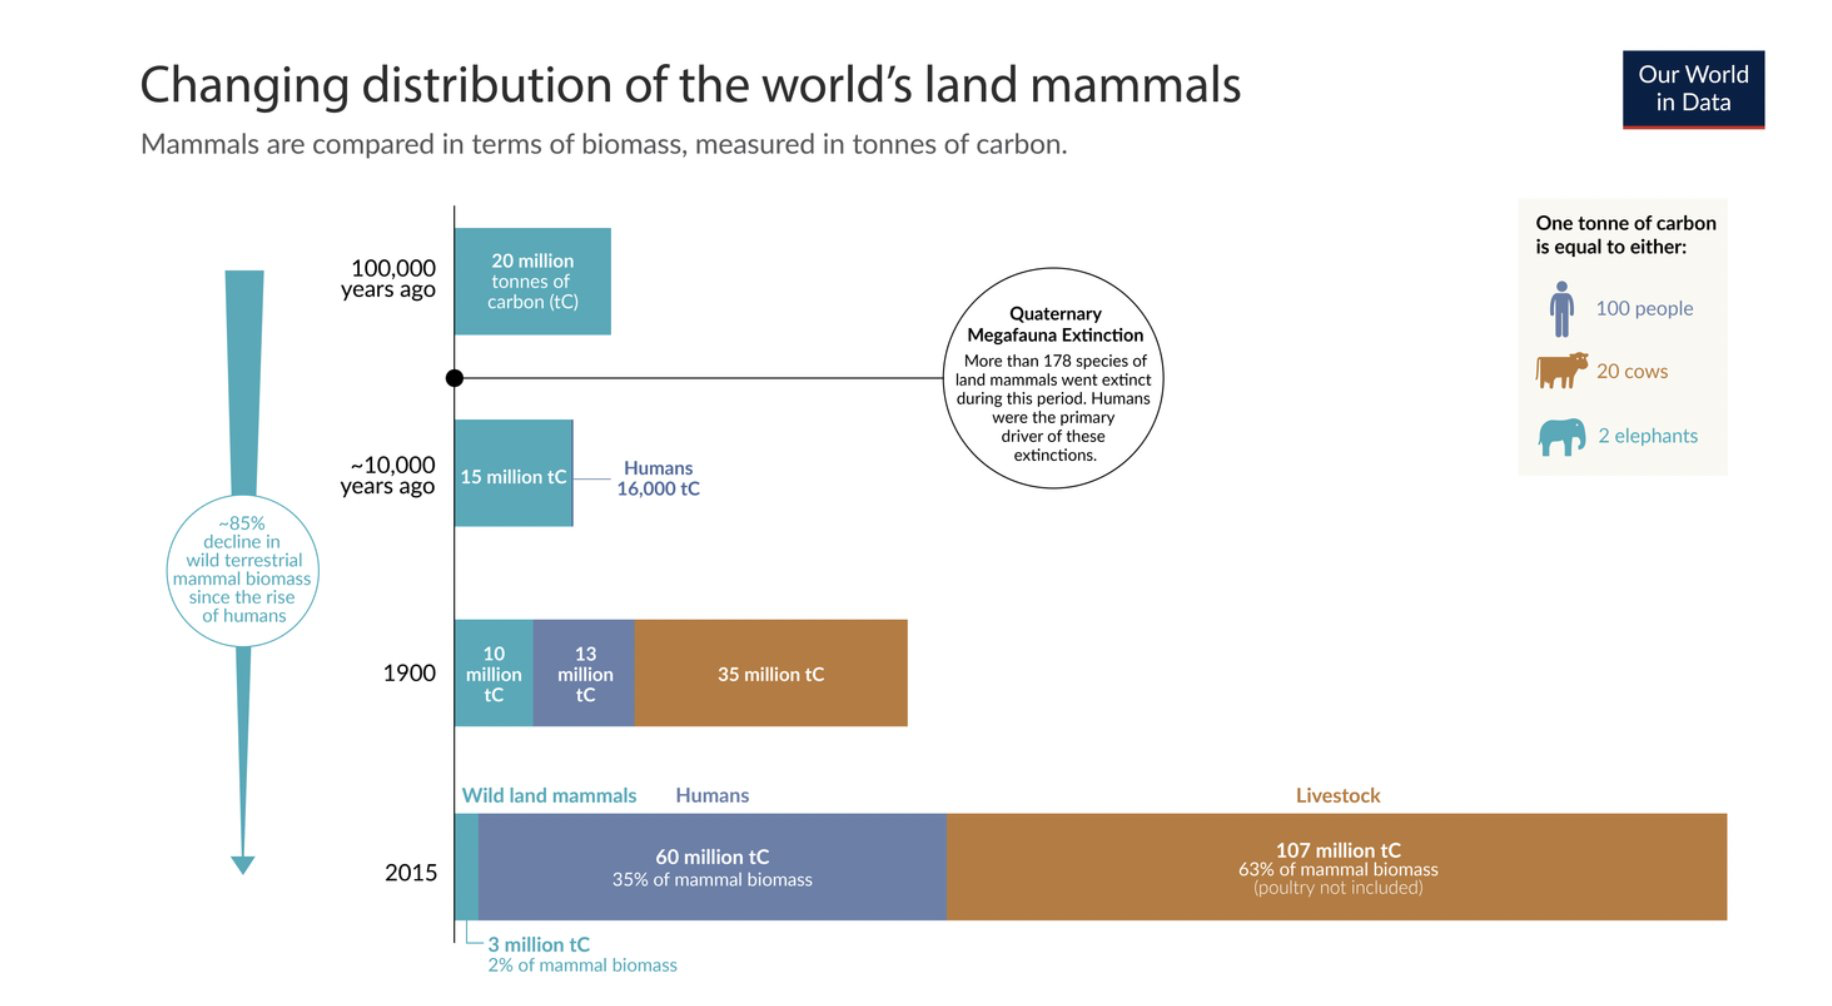 Changing distribution of the world’s land mammals
Mammals are compared in terms of biomass, measured in tonnes of carbon.
Our World
in Data
One tonne of carbon
is equal to either:
100 people
20 cows
2 elephants
100,000
years ago
20 million
tonnes of
carbon (tC)
Quaternary
Megafauna Extinction
More than 178 species of
land mammals went extinct
during this period. Humans
were the primary
driver of these
extinctions.
~10,000
years ago
15 million tC
Humans
16,000 tC
~85%
decline in
wild terrestrial
mammal biomass
since the rise
of humans
1900
10
million
tC
13
million
tC
35 million tC
Wild land mammals
Humans
Livestock
2015
60 million tC
35% of mammal biomass
107 million tC
63% of mammal biomass
(poultry not included)
3 million tC
2% of mammal biomass